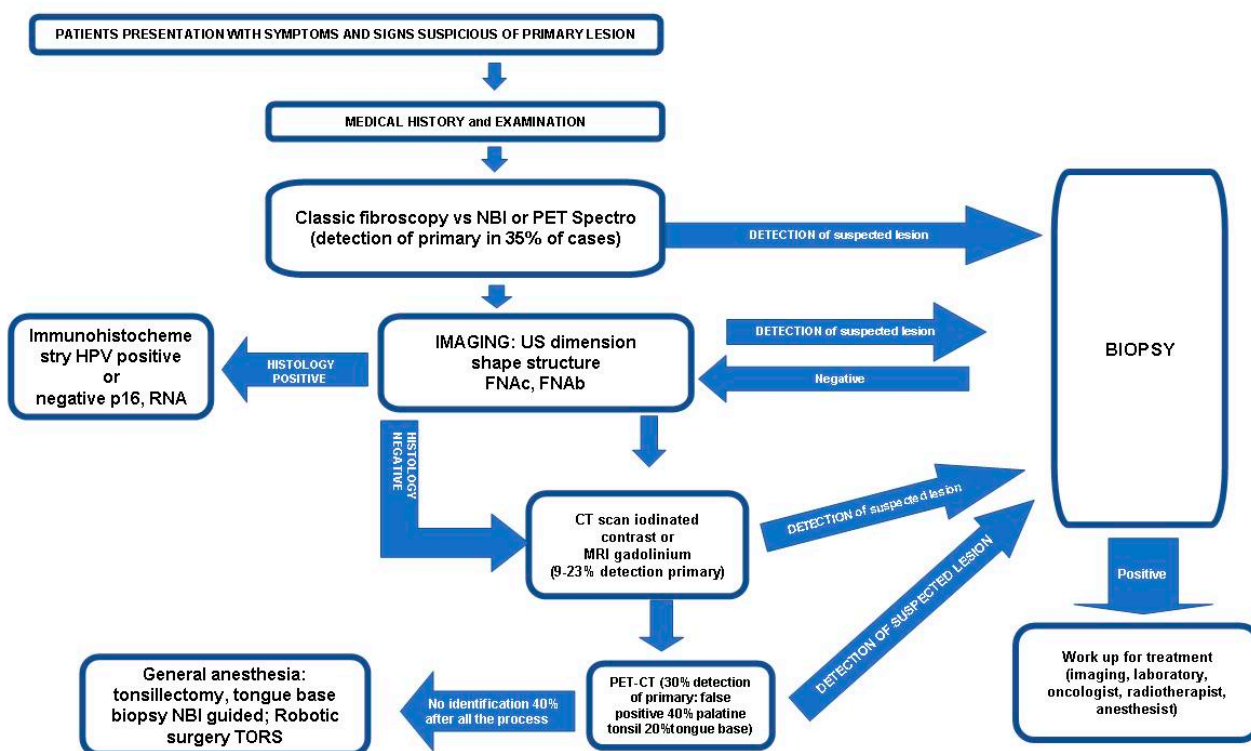 PATIENTS PRESENTATION WITH SYMPTOMS AND SIGNS SUSPICIOUS OF PRIMARY LESION
MEDICAL HISTORY and EXAMINATION
Classic fibroscopy vs NBI or PET Spectro
(detection of primary in 35% of cases)
DETECTION of suspected lesion
BIOPSY
Immunohistocheme
stry HPV positive
or
negative p16, RNA
HISTOLOGY
POSITIVE
IMAGING: US dimension
shape structure
FNAc, FNAb
DETECTION of suspected lesion
Negative
HISTOLOGY
NEGATIVE
CT scan iodinated
contrast or
MRI gadolinium
(9-23% detection primary)
DETECTION of suspected lesion
DETECTION OF SUSPECTED LESION
Positive
General anesthesia:
tonsillectomy, tongue base
biopsy NBI guided; Robotic
surgery TORS
No identification 40%
after all the process
PET-CT (30% detection
of primary: false
positive 40% palatine
tonsil 20%tongue base)
Work up for treatment
(imaging, laboratory,
oncologist, radiotherapist,
anesthesist)